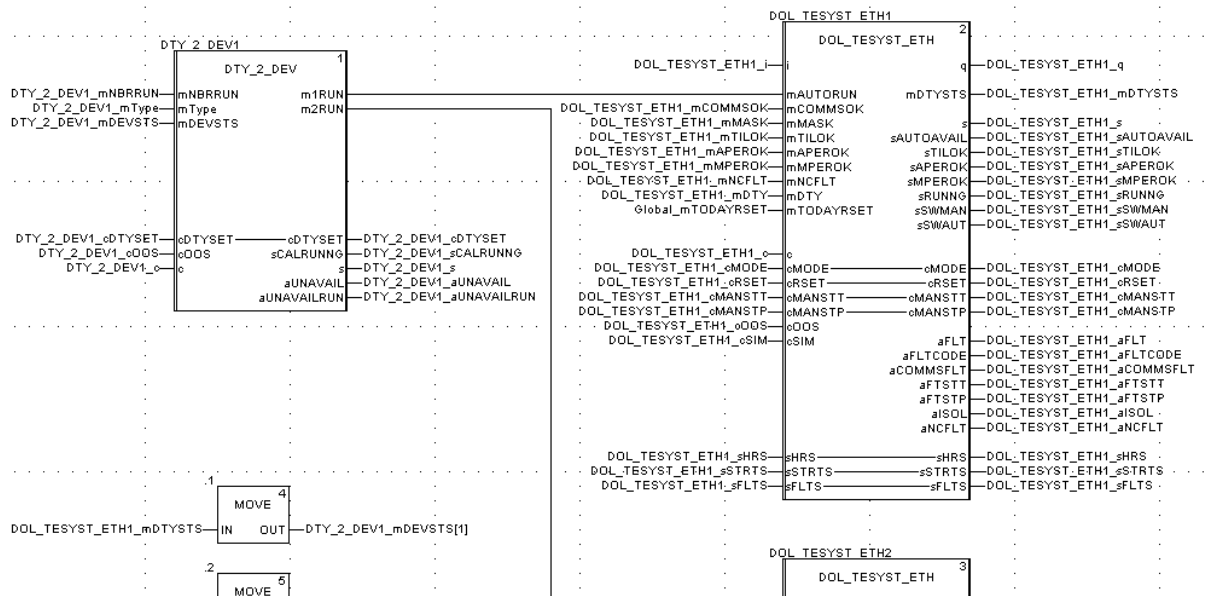 DTY_2_DEV1
1
DTY_2_DEV
DTY_2_DEV1_mNBRRUN mNBRRUN m1RUN
DTY_2_DEV1_mType mType m2RUN
DTY_2_DEV1_mDEVSTS mDEVSTS
DTY_2_DEV1_cDTYSET cDTYSET cDTYSET DTY_2_DEV1_cDTYSET
DTY_2_DEV1_cOOS cOOS sCALRUNNG DTY_2_DEV1_sCALRUNNG
DTY_2_DEV1_c c s DTY_2_DEV1_s
aUNAVAIL DTY_2_DEV1_aUNAVAIL
aUNAVAILRUN DTY_2_DEV1_aUNAVAILRUN
DOL_TESYST_ETH1
2
DOL_TESYST_ETH
DOL_TESYST_ETH1_i i q DOL_TESYST_ETH1_q
mAUTORUN mDTYSTS DOL_TESYST_ETH1_mDTYSTS
DOL_TESYST_ETH1_mCOMMSOK mCOMMSOK
DOL_TESYST_ETH1_mMASK mMASK s DOL_TESYST_ETH1_s
DOL_TESYST_ETH1_mTILOK mTILOK sAUTOAVAIL DOL_TESYST_ETH1_sAUTOAVAIL
DOL_TESYST_ETH1_mAPEROK mAPEROK sTILOK DOL_TESYST_ETH1_sTILOK
DOL_TESYST_ETH1_mMPEROK mMPEROK sAPEROK DOL_TESYST_ETH1_sAPEROK
DOL_TESYST_ETH1_mNCFLT mNCFLT sMPEROK DOL_TESYST_ETH1_sMPEROK
DOL_TESYST_ETH1_mDTY mDTY sRUNNG DOL_TESYST_ETH1_sRUNNG
Global_mTODAYRSET mTODAYRSET sSWMAN DOL_TESYST_ETH1_sSWMAN
sSWAUT DOL_TESYST_ETH1_sSWAUT
DOL_TESYST_ETH1_c c
DOL_TESYST_ETH1_cMODE cMODE cMODE DOL_TESYST_ETH1_cMODE
DOL_TESYST_ETH1_cRSET cRSET cRSET DOL_TESYST_ETH1_cRSET
DOL_TESYST_ETH1_cMANSTT cMANSTT cMANSTT DOL_TESYST_ETH1_cMANSTT
DOL_TESYST_ETH1_cMANSTP cMANSTP cMANSTP DOL_TESYST_ETH1_cMANSTP
DOL_TESYST_ETH1_cOOS cOOS
DOL_TESYST_ETH1_cSIM cSIM aFLT DOL_TESYST_ETH1_aFLT
aFLTCODE DOL_TESYST_ETH1_aFLTCODE
aCOMMSFLT DOL_TESYST_ETH1_aCOMMSFLT
aFTSTT DOL_TESYST_ETH1_aFTSTT
aFTSTP DOL_TESYST_ETH1_aFTSTP
aISOL DOL_TESYST_ETH1_aISOL
aNCFLT DOL_TESYST_ETH1_aNCFLT
DOL_TESYST_ETH1_sHRS sHRS sHRS DOL_TESYST_ETH1_sHRS
DOL_TESYST_ETH1_sSTRTS sSTRTS sSTRTS DOL_TESYST_ETH1_sSTRTS
DOL_TESYST_ETH1_sFLTS sFLTS sFLTS DOL_TESYST_ETH1_sFLTS
.1
4
MOVE
DOL_TESYST_ETH1_mDTYSTS IN OUT DTY_2_DEV1_mDEVSTS[1]
.2
5
MOVE
DOL_TESYST_ETH2
3
DOL_TESYST_ETH